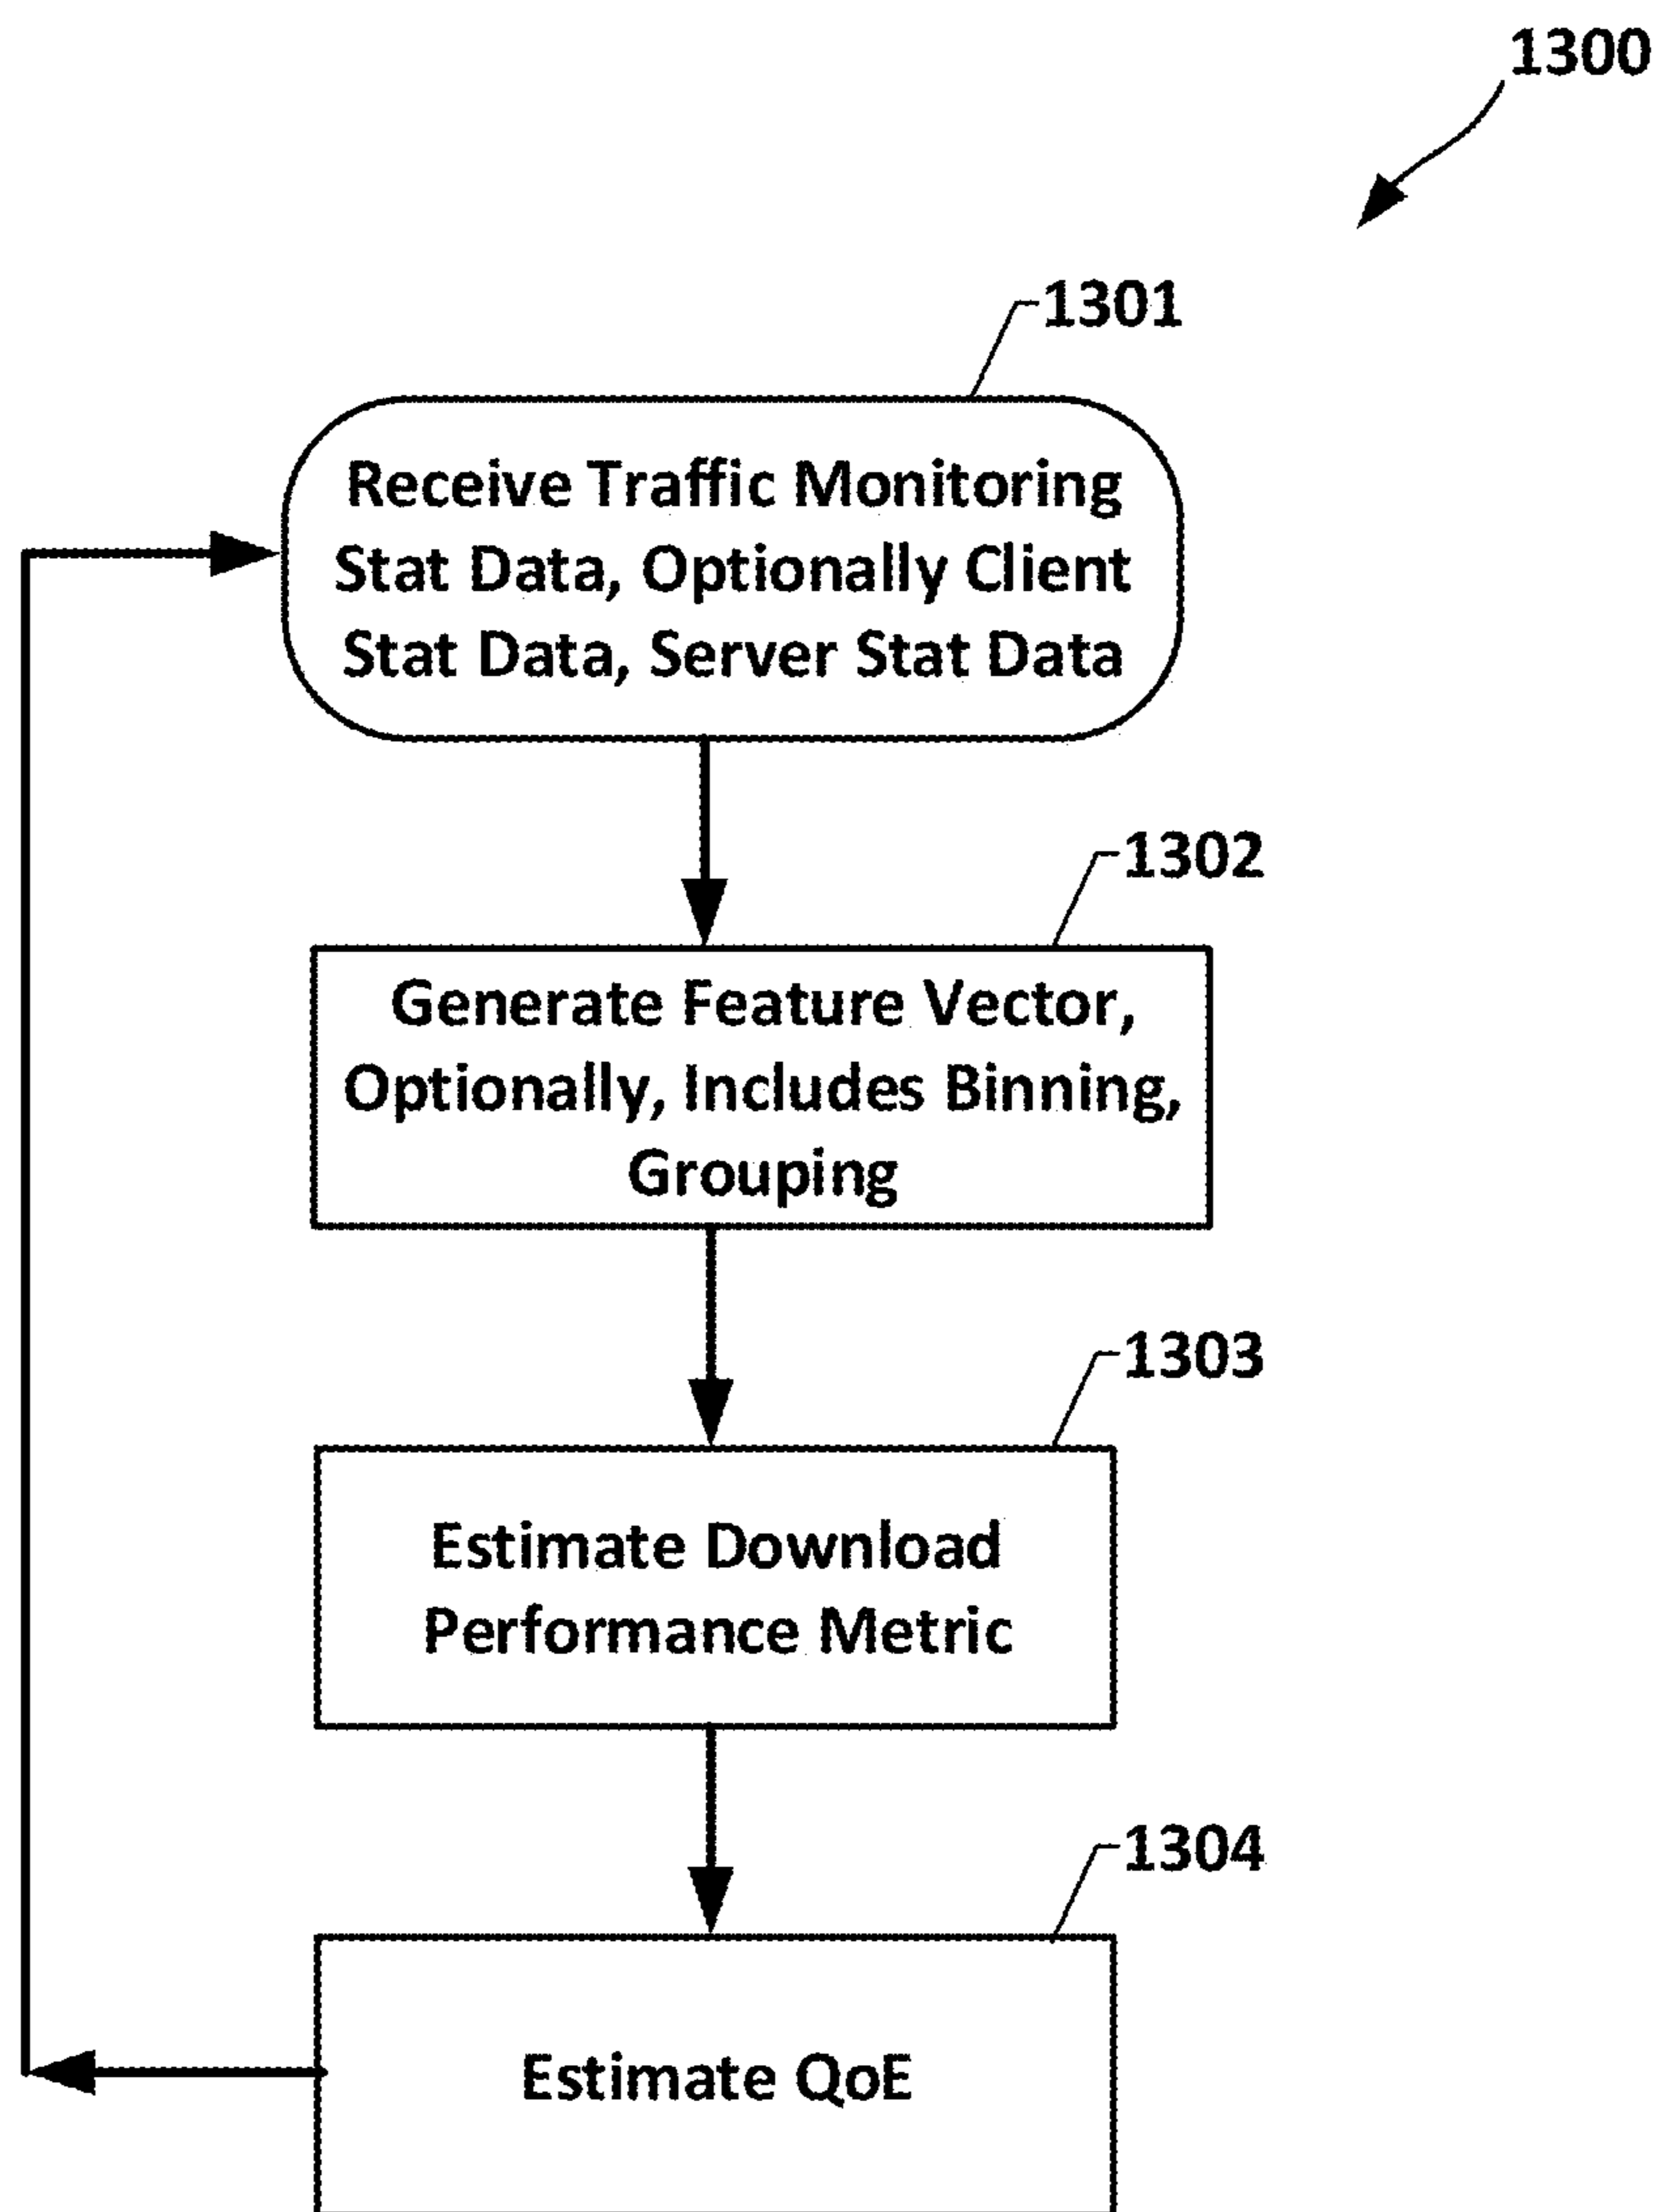 1300
1301
Receive Traffic Monitoring
Stat Data, Optionally Client
Stat Data, Server Stat Data
1302
Generate Feature Vector,
Optionally, Includes Binning,
Grouping
1303
Estimate Download
Performance Metric
1304
Estimate QoE